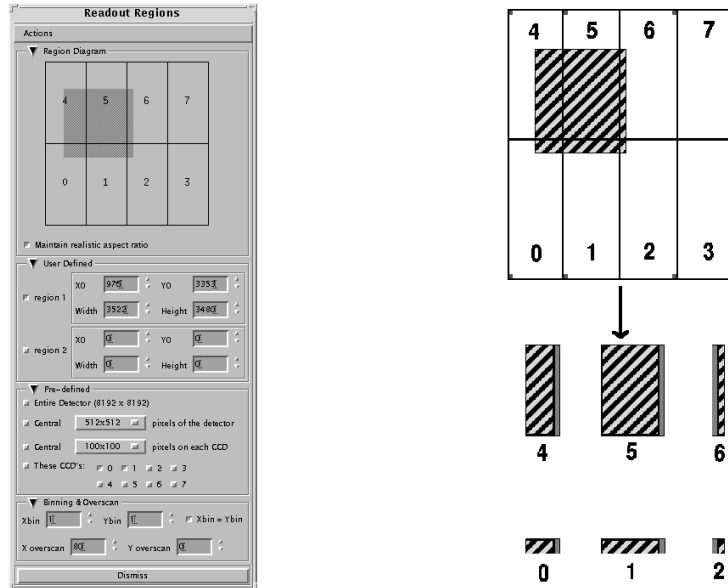 Readout Regions
Actions
Region Diagram
4 5 6 7
0 1 2 3
Maintain realistic aspect ratio
User Defined
region 1
X0 976 Y0 3353
Width 3522 Height 3480
region 2
X0 0 Y0 0
Width 0 Height 0
Pre-defined
Entire Detector (8192 x 8192)
Central 512x512 pixels of the detector
Central 100x100 pixels on each CCD
These CCD's: 0 1 2 3
4 5 6 7
Binning & Overscan
Xbin 1 Ybin 1 Xbin = Ybin
X overscan 80 Y overscan 0
Dismiss
4 5 6 7
0 1 2 3
4 5 6
0 1 2